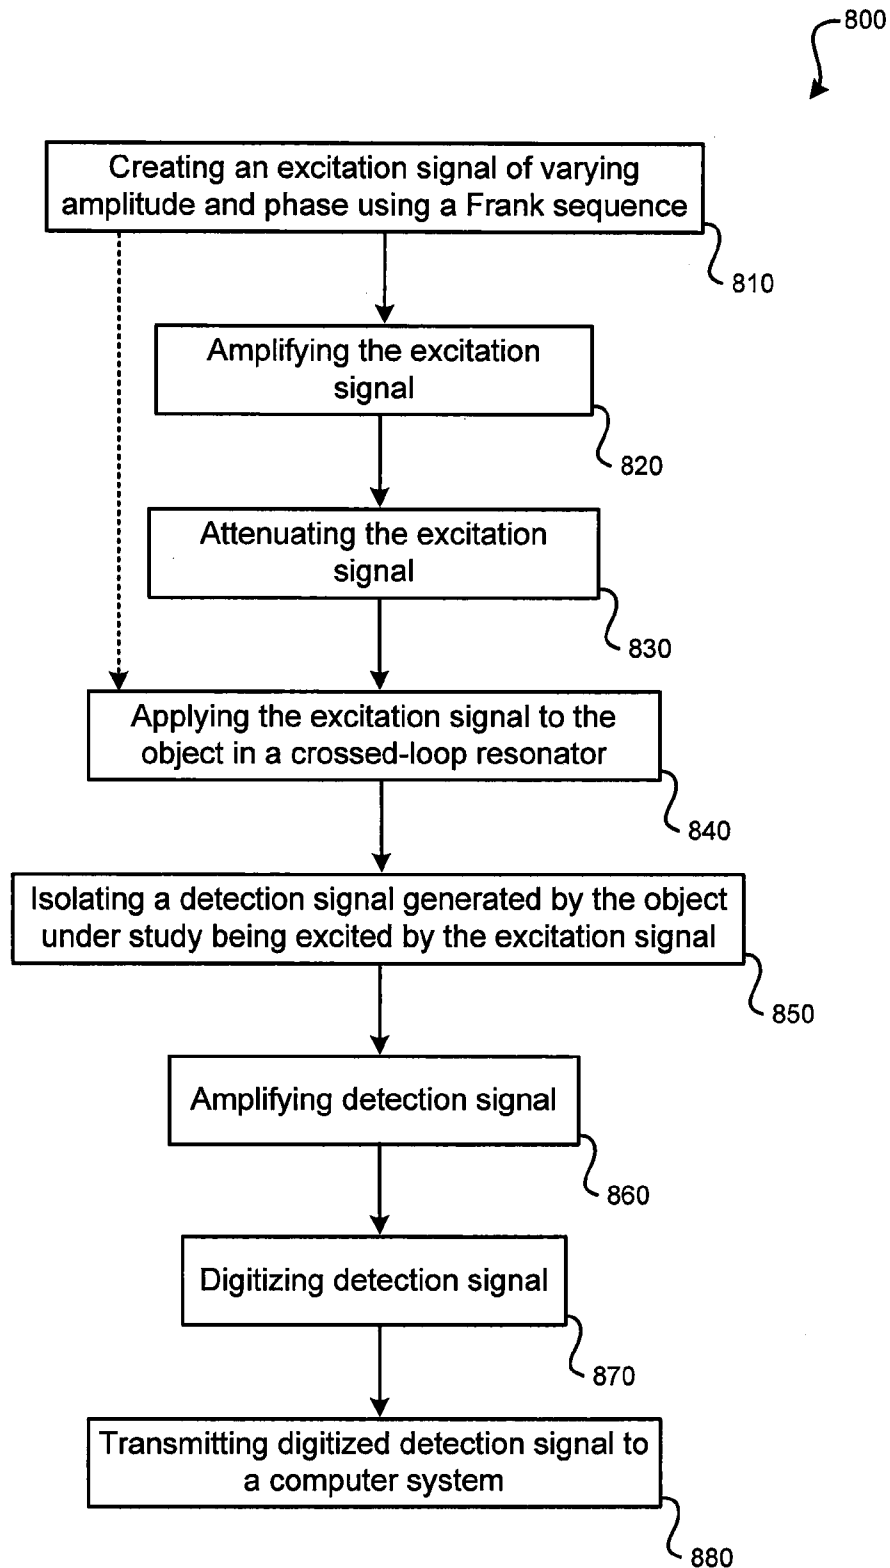 800
Creating an excitation signal of varying
amplitude and phase using a Frank sequence
810
Amplifying the excitation
signal
820
Attenuating the excitation
signal
830
Applying the excitation signal to the
object in a crossed-loop resonator
840
Isolating a detection signal generated by the object
under study being excited by the excitation signal
850
Amplifying detection signal
860
Digitizing detection signal
870
Transmitting digitized detection signal to
a computer system
880